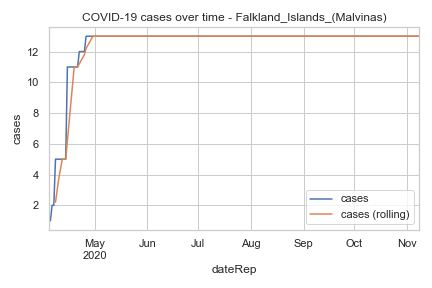 COVID-19 cases over time - Falkland_Islands_(Malvinas)
12
10
8
6
4
2
cases
cases
cases (rolling)
May Jun Jul Aug Sep Oct Nov
2020
dateRep